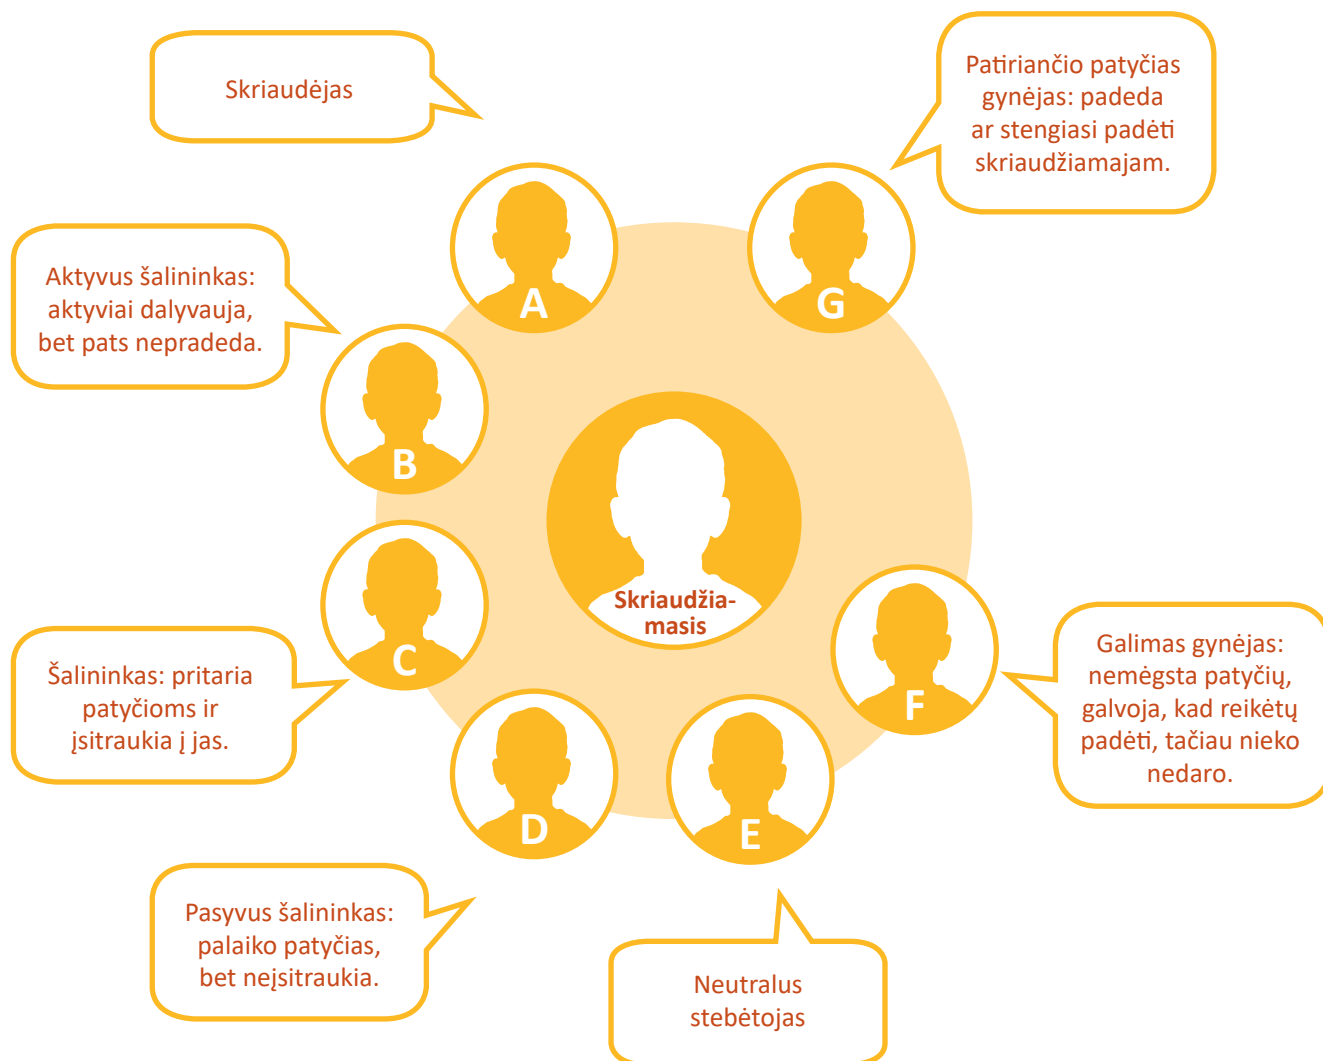 Skriaudėjas
A
Aktyvus šalininkas:
aktyviai dalyvauja,
bet pats nepradeda.
B
Šalininkas: pritaria
patyčioms ir
įsitraukia į jas.
C
Pasyvus šalininkas:
palaiko patyčias,
bet neįsitraukia.
D
Neutralus
stebėtojas
E
Galimas gynėjas:
nemėgsta patyčių,
galvoja, kad reikėtų
padėti, tačiau nieko
nedaro.
F
Patiriančio patyčias
gynėjas: padeda
ar stengiasi padėti
skriaudžiamajam.
G
Skriaudžia-
masis